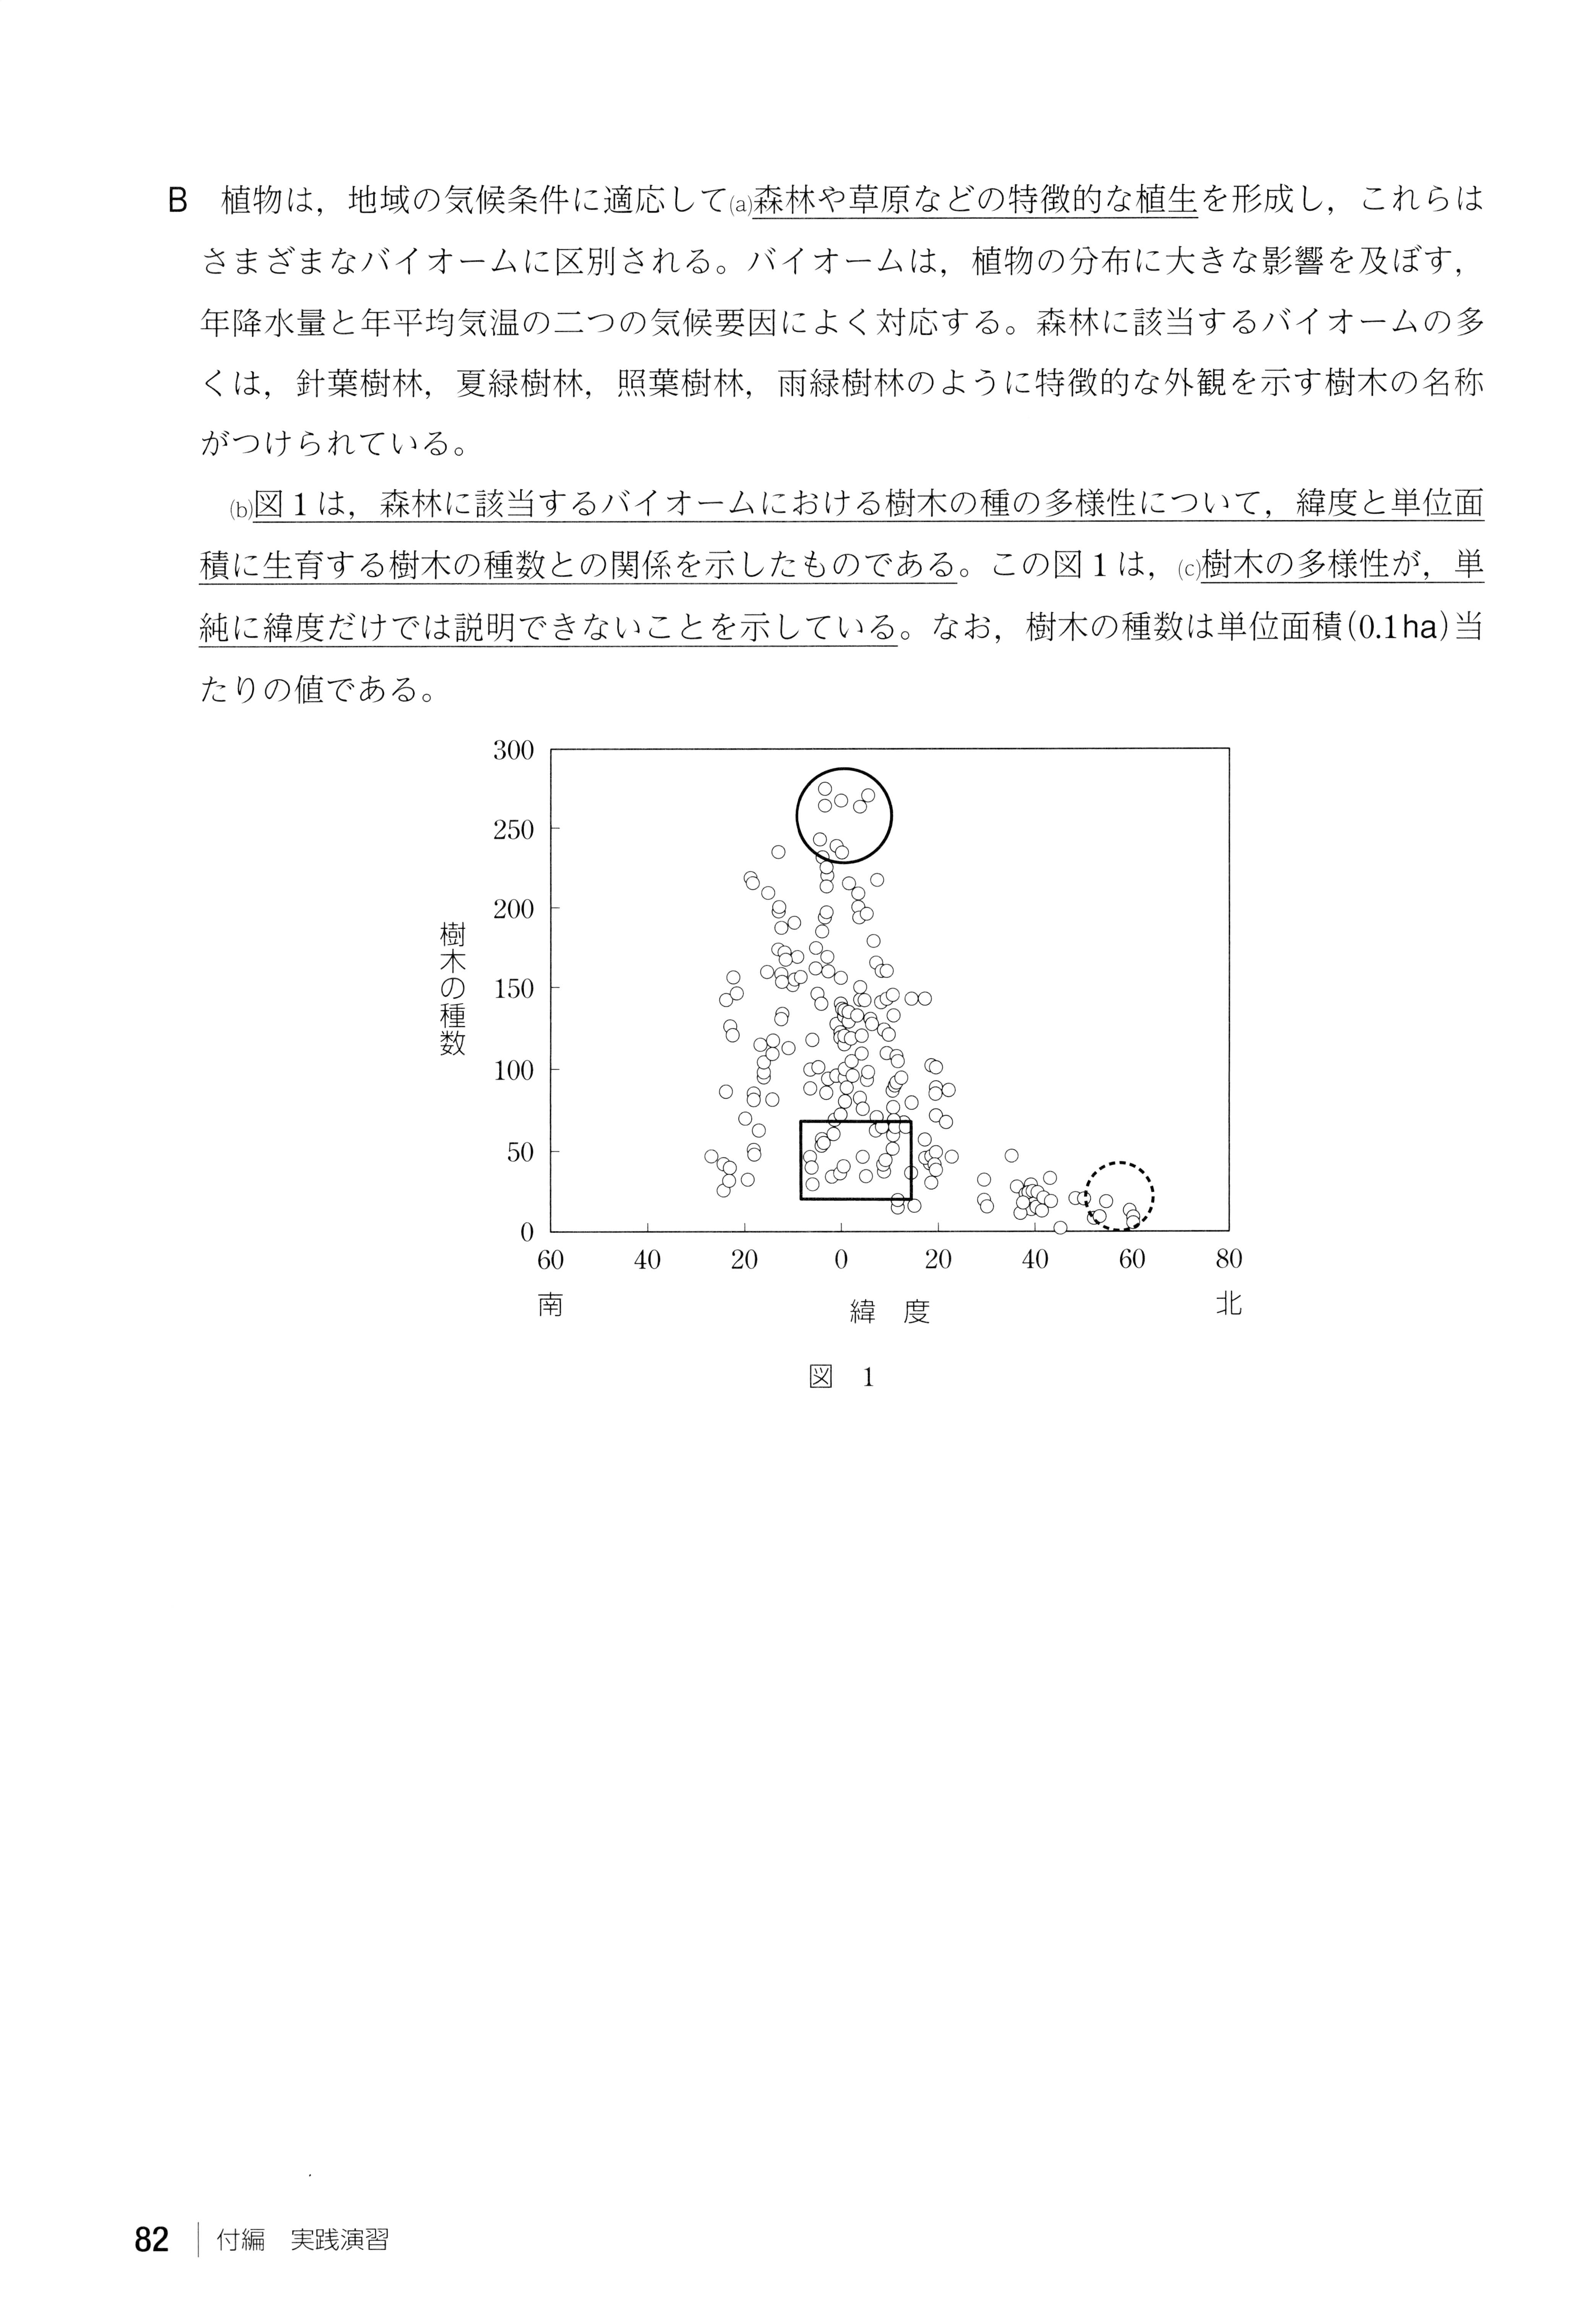 B 植物は，地域の気候条件に適応して(a)森林や草原などの特徴的な植生を形成し，これらは
さまざまなバイオームに区別される。バイオームは，植物の分布に大きな影響を及ぼす，
年降水量と年平均気温の二つの気候要因によく対応する。森林に該当するバイオームの多
くは，針葉樹林，夏緑樹林，照葉樹林，雨緑樹林のように特徴的な外観を示す樹木の名称
がつけられている。
(b)図1は，森林に該当するバイオームにおける樹木の種の多様性について，緯度と単位面
積に生育する樹木の種数との関係を示したものである。この図1は，(c)樹木の多様性が，単
純に緯度だけでは説明できないことを示している。なお，樹木の種数は単位面積(0.1ha)当
たりの値である。
300
250
200
150
100
50
0
樹木の種数
60 40 20 0 20 40 60 80
南 緯度 北
図 1
82 付編 実践演習